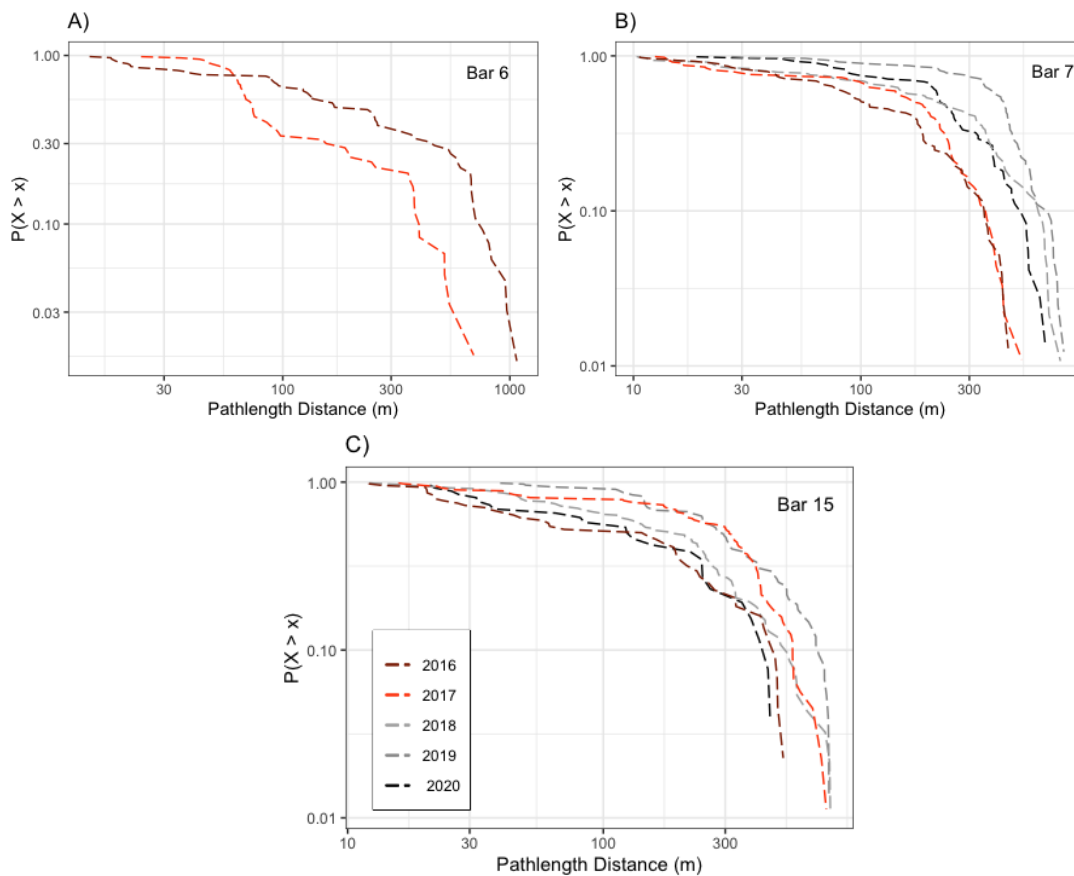 A)
Bar 6
1.00
0.30
0.10
0.03
P(X > x)
30
100
300
1000
Pathlength Distance (m)
B)
Bar 7
1.00
0.10
0.01
P(X > x)
10
30
100
300
Pathlength Distance (m)
C)
Bar 15
1.00
0.10
0.01
P(X > x)
2016
2017
2018
2019
2020
10
30
100
300
Pathlength Distance (m)